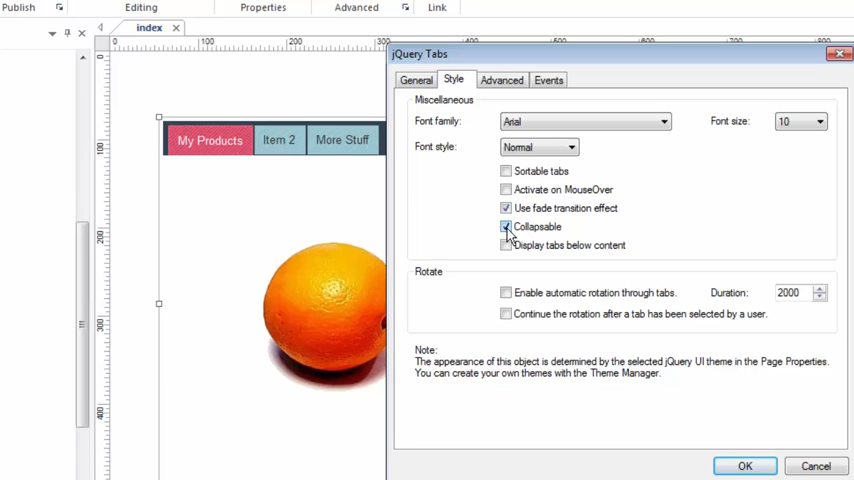 Publish
Editing
Properties
Advanced
Link
index
0 100 200 300 700 800
jQuery Tabs
General Style Advanced Events
Miscellaneous
Font family: Arial Font size: 10
Font style: Normal
Sortable tabs
Activate on MouseOver
Use fade transition effect
Collapsable
Display tabs below content
Rotate
Enable automatic rotation through tabs. Duration: 2000
Continue the rotation after a tab has been selected by a user.
Note:
The appearance of this object is determined by the selected jQuery UI theme in the Page Properties.
You can create your own themes with the Theme Manager.
OK Cancel
My Products Item 2 More Stuff
0
100
200
300
400